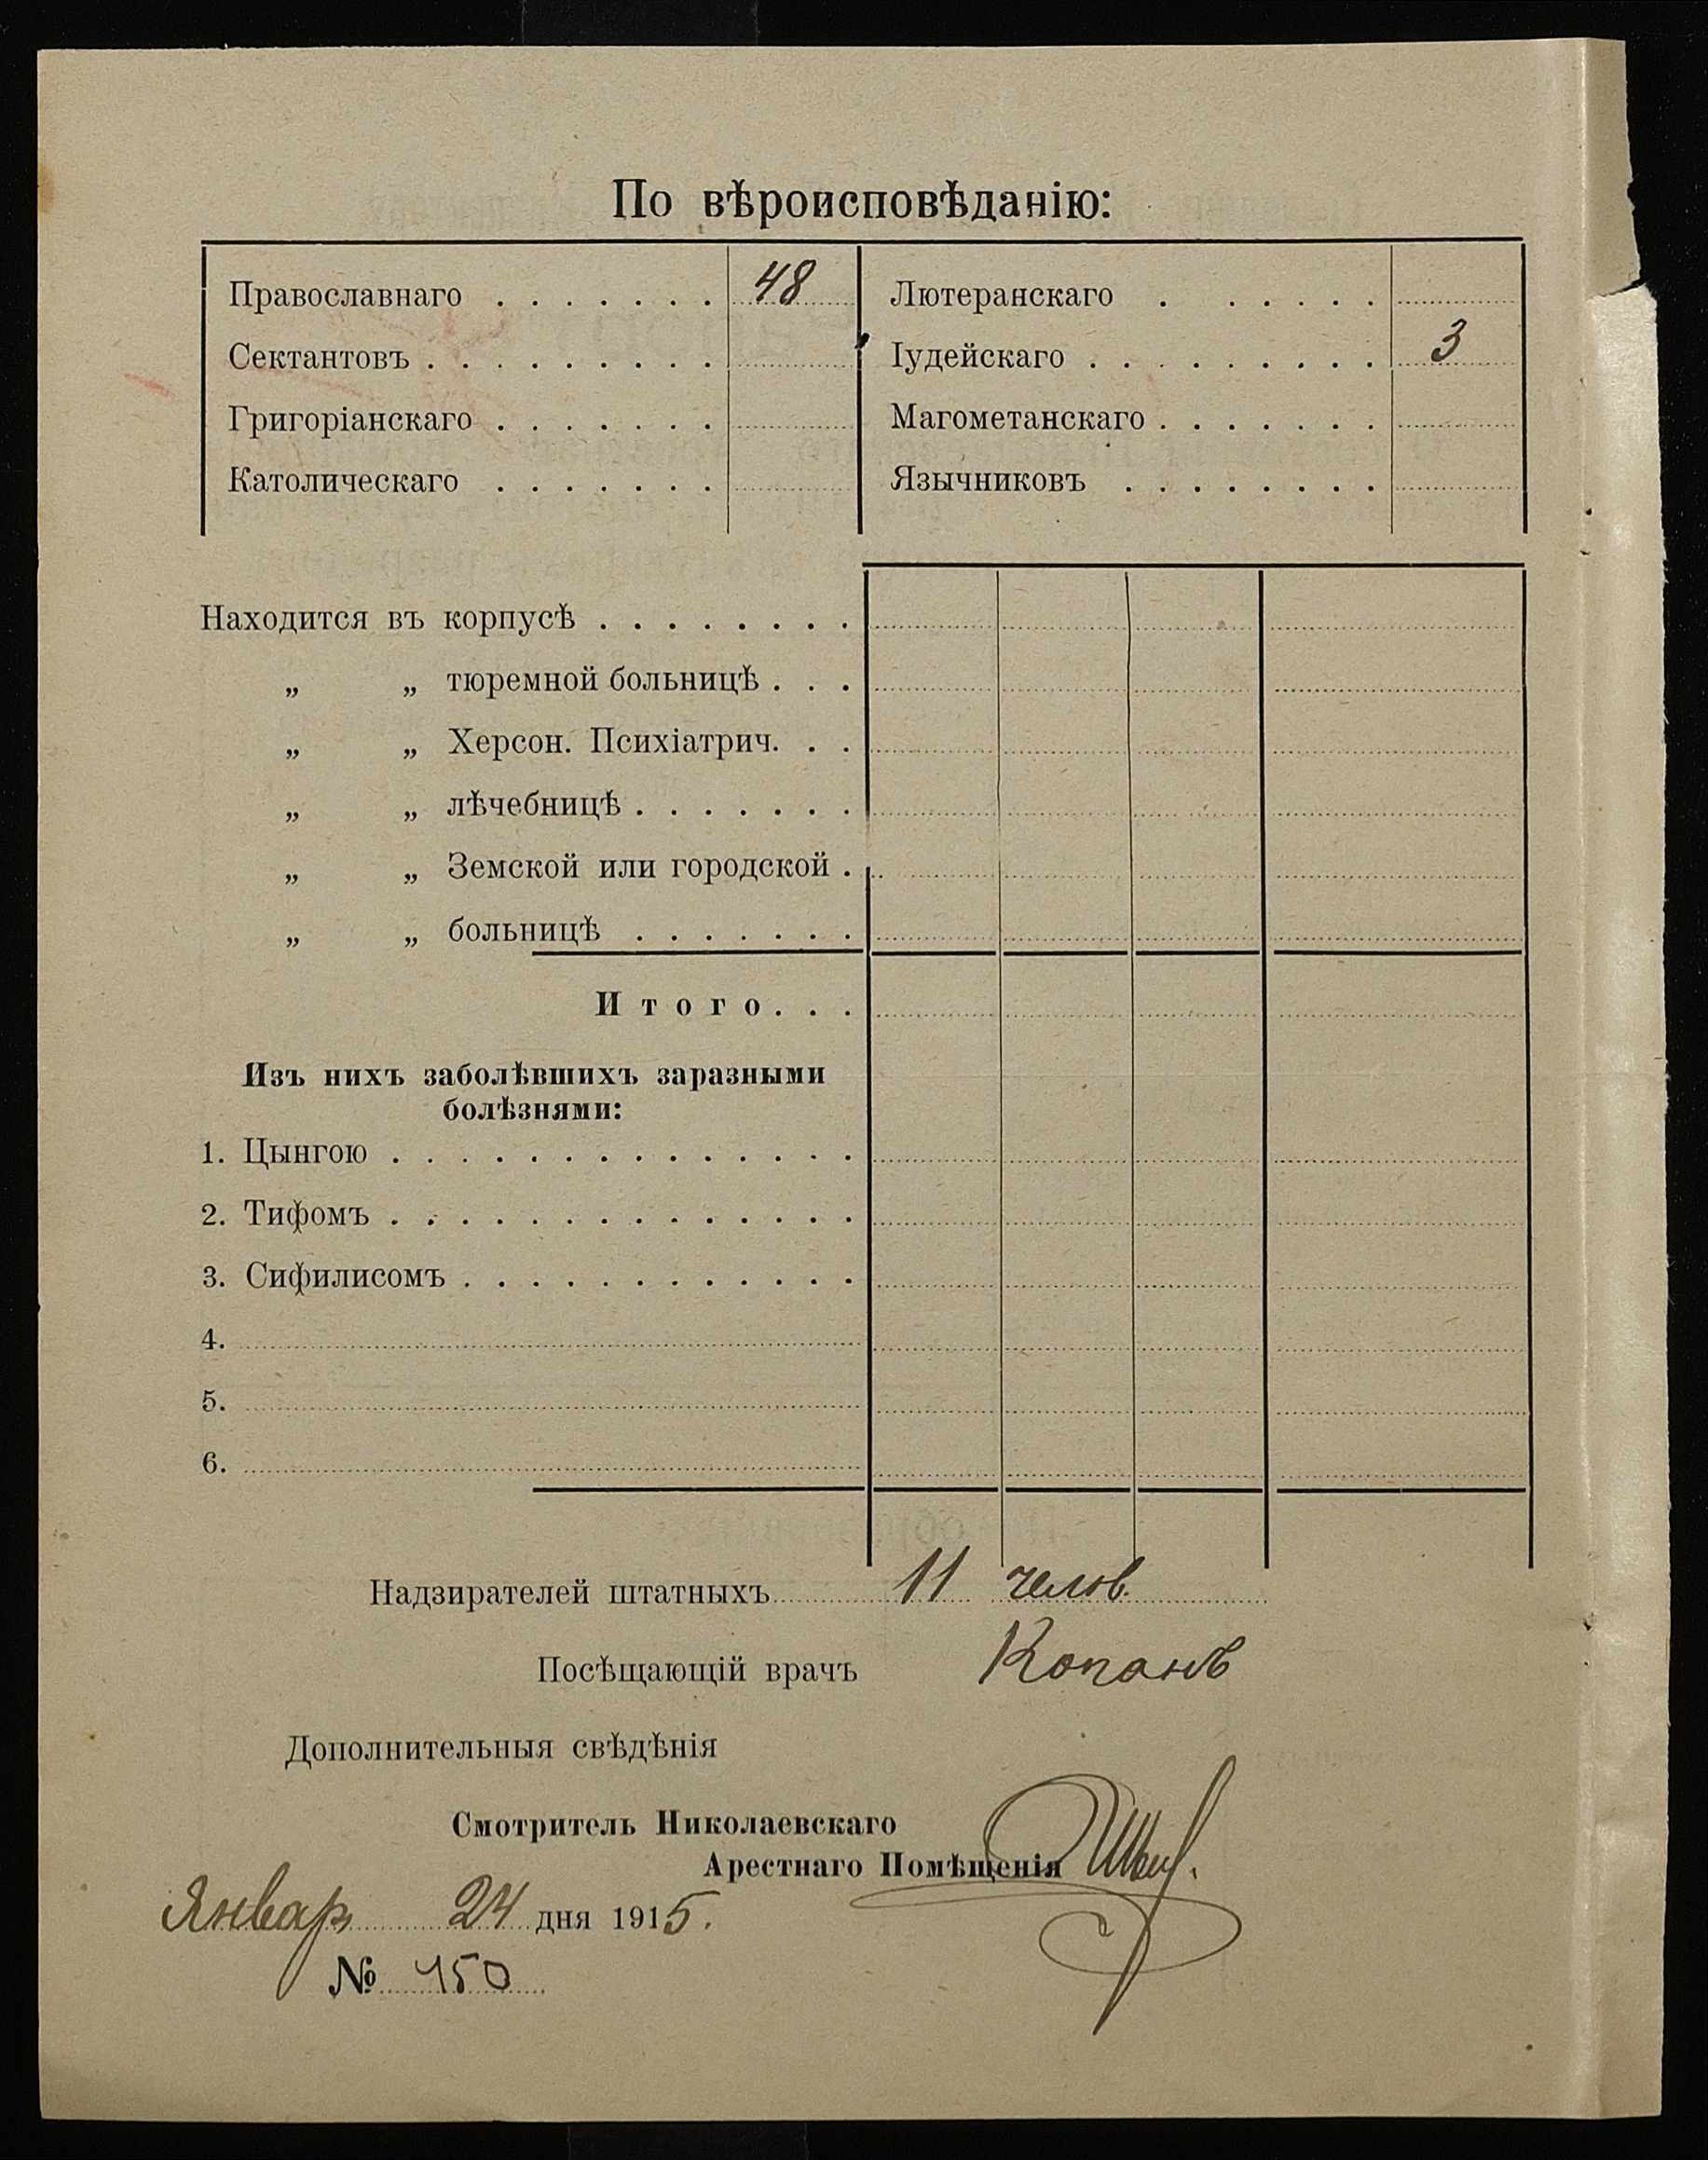 По вѣроисповѣданію:
Православнаго . . . . . . . 48 Лютеранскаго . . . . . .
Сектантовъ . . . . . . . . . Іудейскаго . . . . . . . . . 3
Григоріанскаго . . . . . . . Магометанскаго . . . . . . .
Католическаго . . . . . . . Язычниковъ . . . . . . . .
Находится въ корпусѣ . . . . . . . .
„ „ тюремной больницѣ . . .
„ „ Херсон. Психіатрич. . .
„ „ лѣчебницѣ . . . . . . .
„ „ Земской или городской .
„ „ больницѣ . . . . . . .
Итого. . .
Изъ нихъ заболѣвшихъ заразными
болѣзнями:
1. Цынгою . . . . . . . . . . . . . .
2. Тифомъ . . . . . . . . . . . . . .
3. Сифилисомъ . . . . . . . . . . . .
4.
5.
6.
Надзирателей штатныхъ 11 челов.
Посѣщающій врачъ Копанъ
Дополнительныя свѣдѣнія
Смотритель Николаевскаго
Арестнаго Помѣщенія
Январ 24 дня 1915.
№ 450